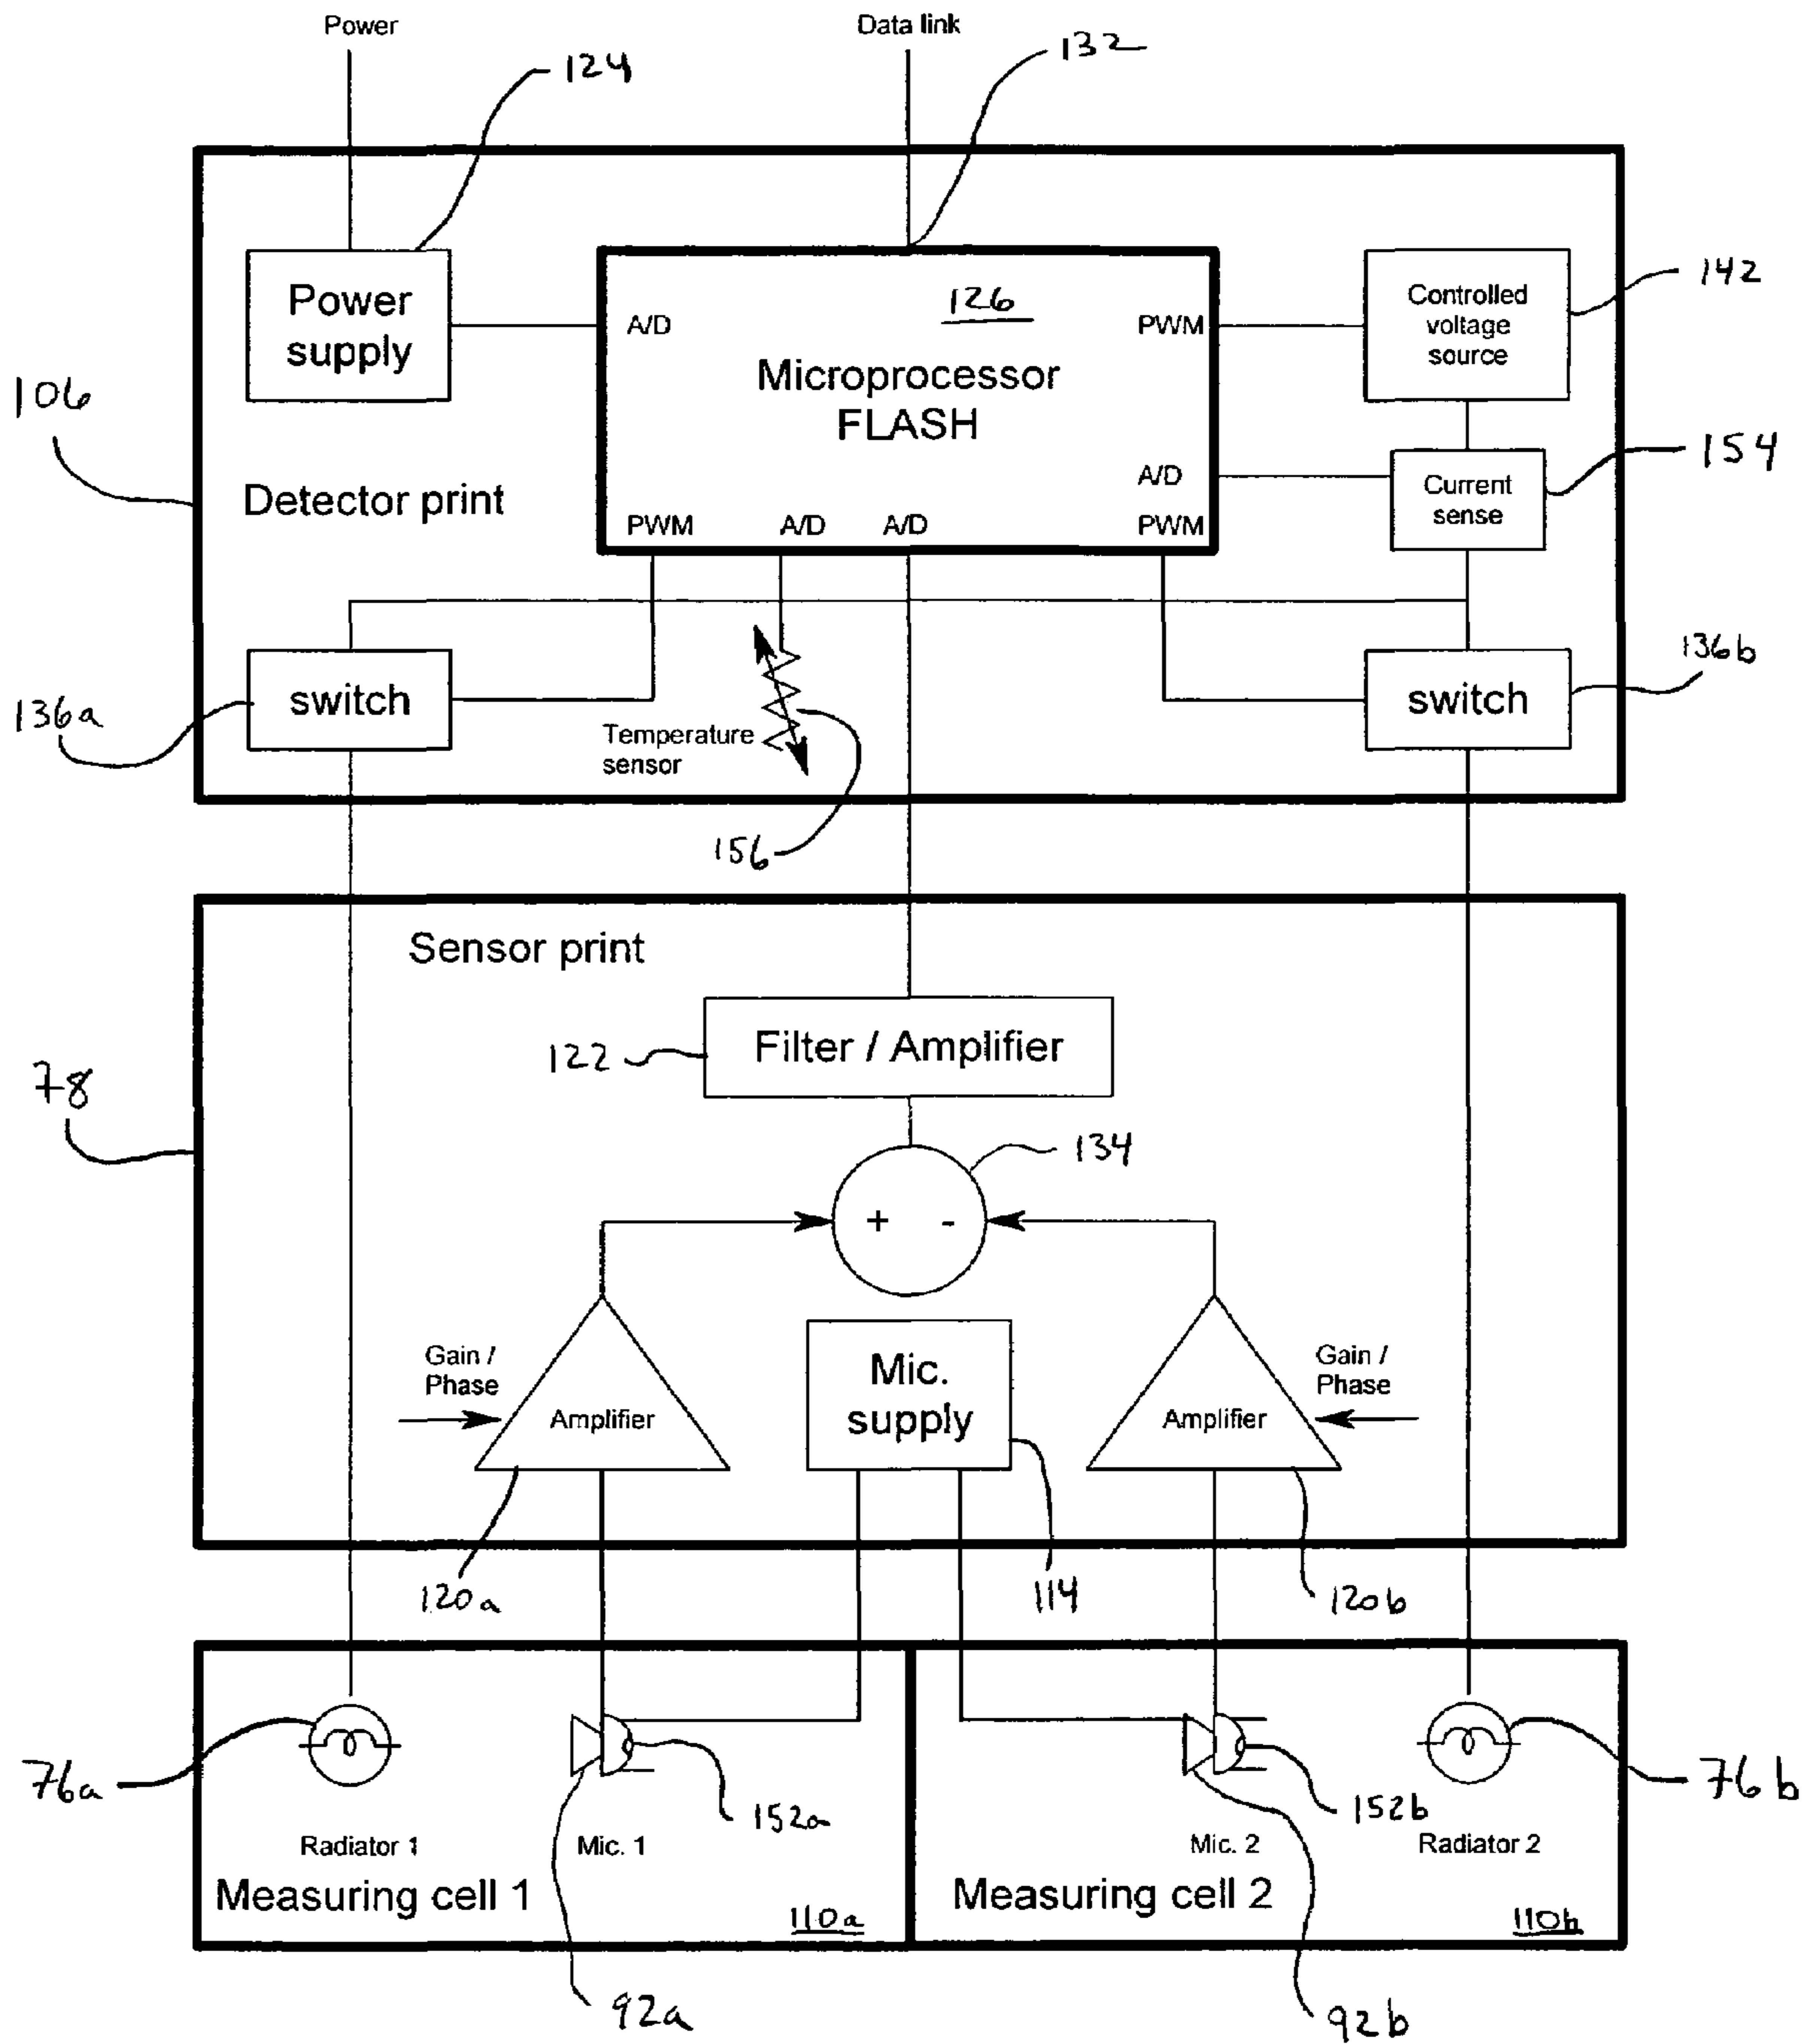 Power
Data link
132
124
142
Power
supply
126
Controlled
voltage
source
A/D
PWM
Microprocessor
FLASH
106
154
Detector print
A/D
Current
sense
PWM
A/D
A/D
PWM
136b
switch
switch
136a
Temperature
sensor
156
Sensor print
122
Filter / Amplifier
78
134
+
-
Gain /
Phase
Mic.
supply
Gain /
Phase
Amplifier
Amplifier
120a
114
120b
76a
152a
152b
76b
Radiator 1
Mic. 1
Mic. 2
Radiator 2
Measuring cell 1
Measuring cell 2
110a
110b
92a
92b